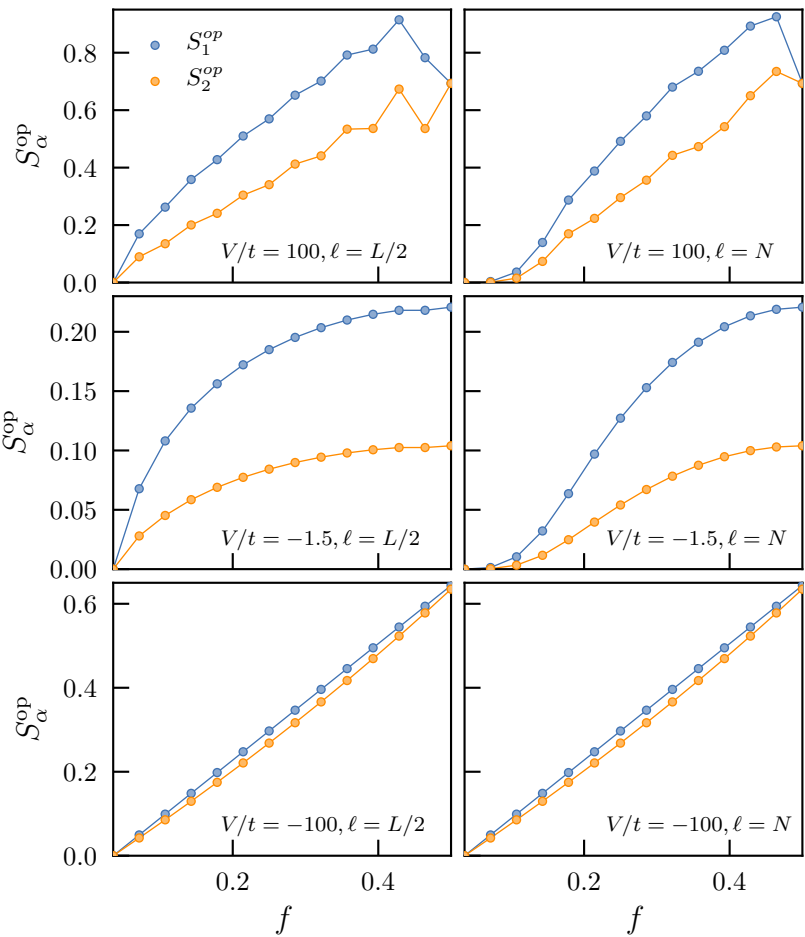 0.8
0.6
0.4
0.2
0.0
S_α^op
S_1^op
S_2^op
V/t = 100, ℓ = L/2
V/t = 100, ℓ = N
0.20
0.15
0.10
0.05
0.00
S_α^op
V/t = −1.5, ℓ = L/2
V/t = −1.5, ℓ = N
0.6
0.4
0.2
0.0
S_α^op
V/t = −100, ℓ = L/2
V/t = −100, ℓ = N
0.2 0.4 0.2 0.4
f f